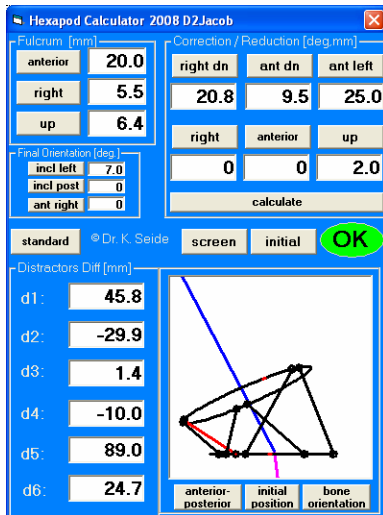 Hexapod Calculator 2008 D2Jacob
Fulcrum [mm]
anterior 20.0
right 5.5
up 6.4
Final Orientation [deg.]
incl left 7.0
incl post 0
ant right 0
Correction / Reduction [deg,mm]
right dn ant dn ant left
20.8 9.5 25.0
right anterior up
0 0 2.0
calculate
standard © Dr. K. Seide screen initial OK
Distractors Diff [mm]
d1: 45.8
d2: -29.9
d3: 1.4
d4: -10.0
d5: 89.0
d6: 24.7
anterior-
posterior
initial
position
bone
orientation